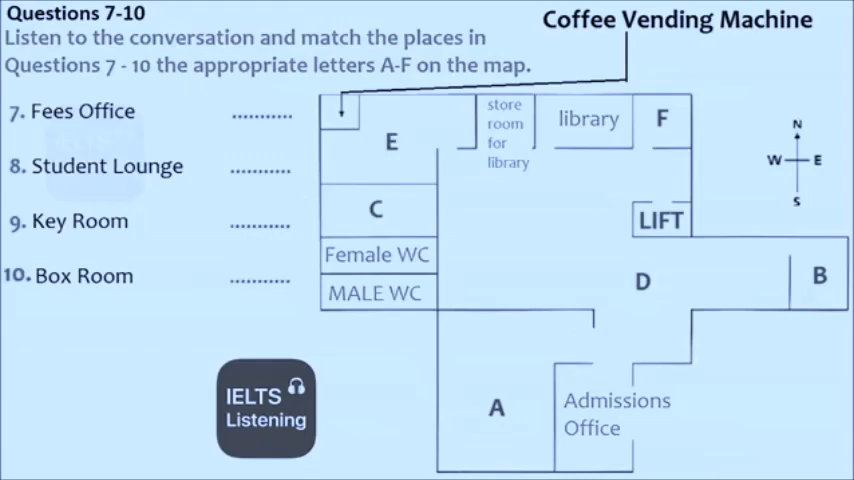 Questions 7-10
Coffee Vending Machine
Listen to the conversation and match the places in
Questions 7 - 10 the appropriate letters A-F on the map.
7. Fees Office ............
8. Student Lounge ...........
9. Key Room ...........
10. Box Room ............
E
store
room
for
library
library
F
N
W E
S
C
LIFT
Female WC
MALE WC
D
B
A
Admissions
Office
IELTS
Listening